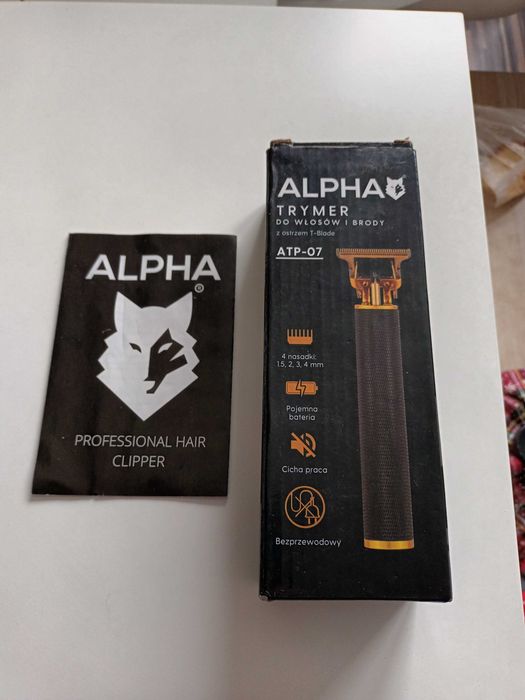 ALPHA
®
PROFESSIONAL HAIR
CLIPPER
ALPHA
TRYMER
DO WŁOSÓW I BRODY
z ostrzem T-Blade
ATP-07
4 nasadki:
1.5, 2, 3, 4 mm
Pojemna
bateria
Cicha praca
Bezprzewodowy